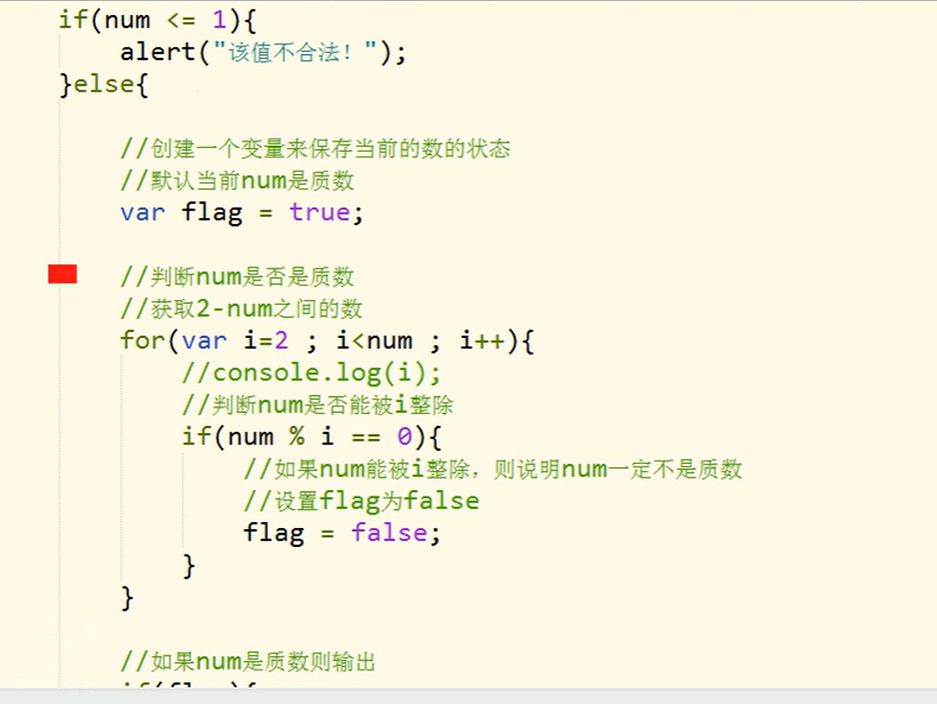 if(num <= 1){
alert("该值不合法！");
}else{
//创建一个变量来保存当前的数的状态
//默认当前num是质数
var flag = true;
//判断num是否是质数
//获取2-num之间的数
for(var i=2 ; i<num ; i++){
//console.log(i);
//判断num是否能被i整除
if(num % i == 0){
//如果num能被i整除，则说明num一定不是质数
//设置flag为false
flag = false;
}
}
//如果num是质数则输出